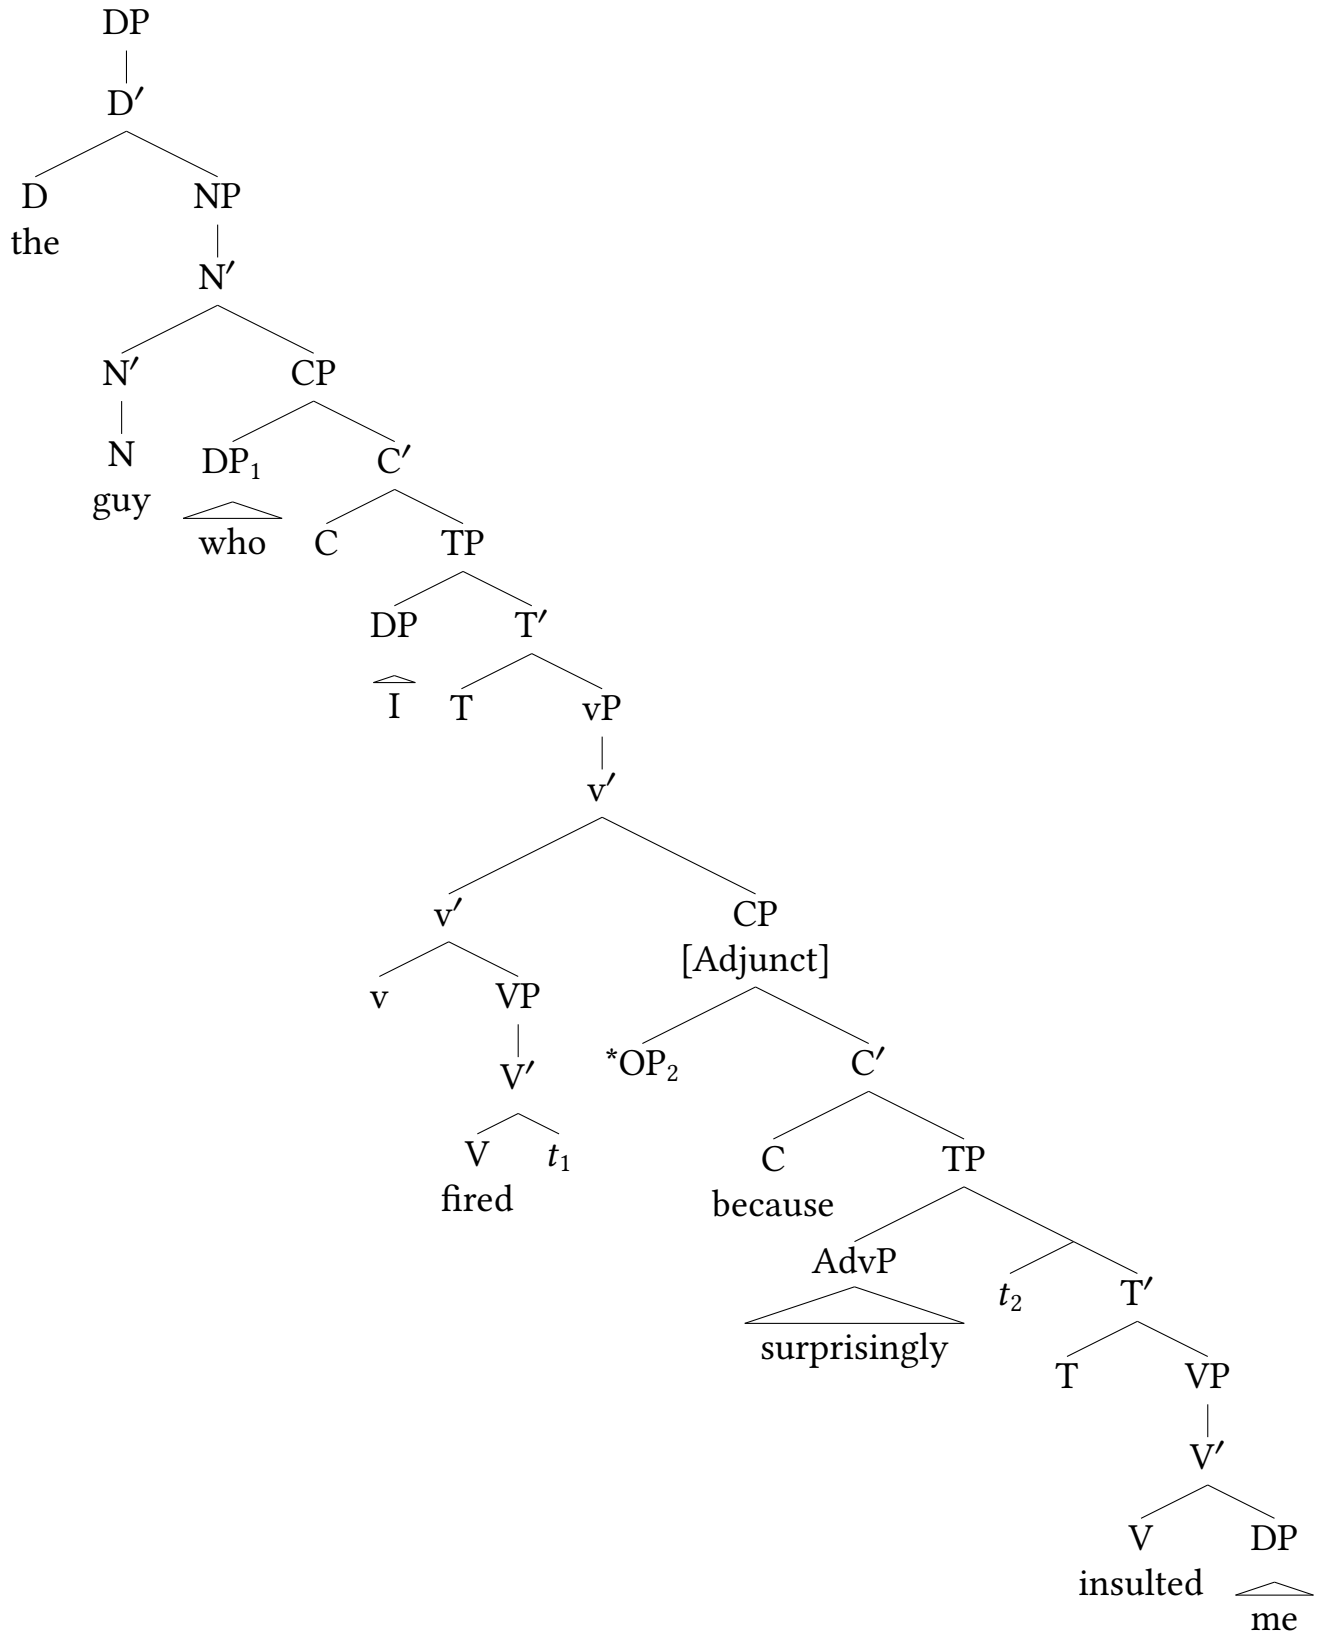 DP
D′
D NP
the
N′
N′ CP
N DP₁ C′
guy
who C TP
DP T′
I T vP
v′
v′ CP
[Adjunct]
v VP
*OP₂ C′
V′
V t₁ C TP
fired because
AdvP
t₂ T′
surprisingly
T VP
V′
V DP
insulted
me